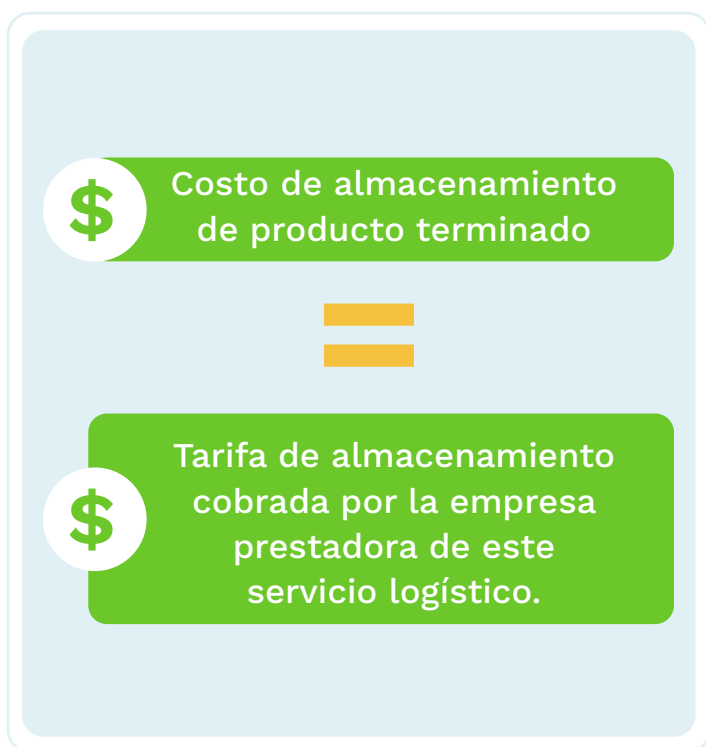 $
Costo de almacenamiento
de producto terminado
=
$
Tarifa de almacenamiento
cobrada por la empresa
prestadora de este
servicio logístico.